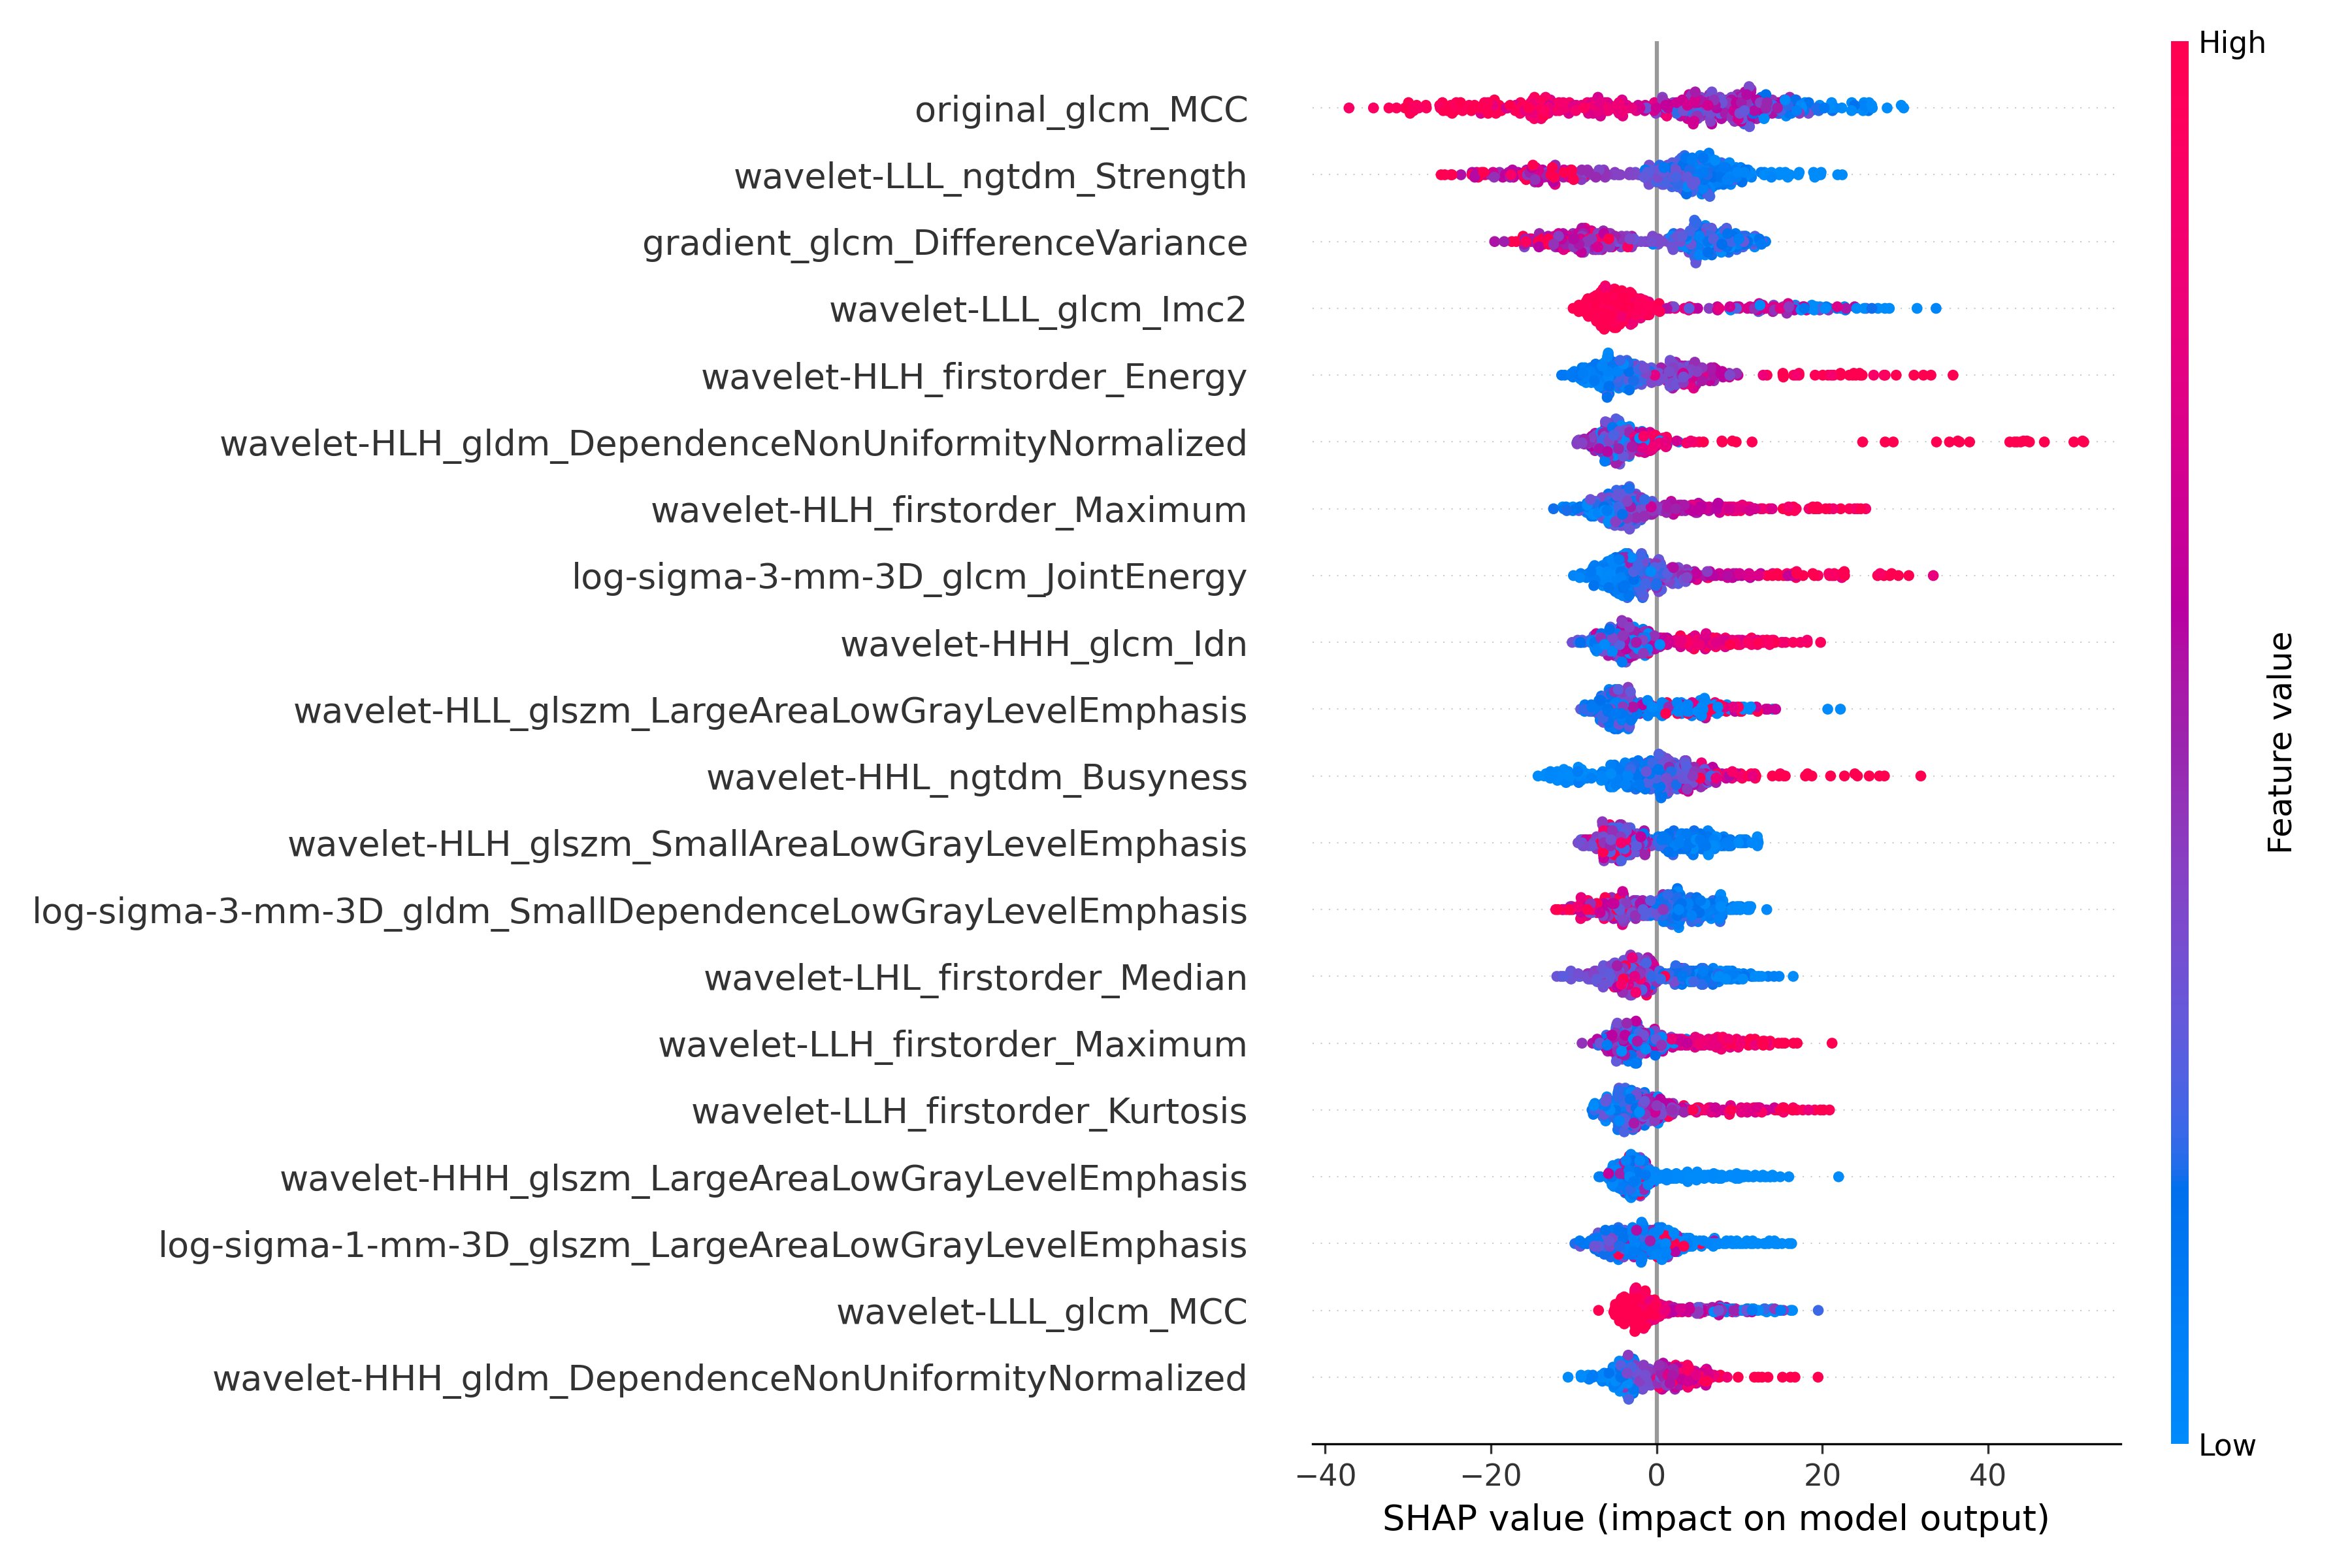 High
original_glcm_MCC
wavelet-LLL_ngtdm_Strength
gradient_glcm_DifferenceVariance
wavelet-LLL_glcm_Imc2
wavelet-HLH_firstorder_Energy
wavelet-HLH_gldm_DependenceNonUniformityNormalized
wavelet-HLH_firstorder_Maximum
log-sigma-3-mm-3D_glcm_JointEnergy
wavelet-HHH_glcm_Idn
wavelet-HLL_glszm_LargeAreaLowGrayLevelEmphasis
wavelet-HHL_ngtdm_Busyness
wavelet-HLH_glszm_SmallAreaLowGrayLevelEmphasis
log-sigma-3-mm-3D_gldm_SmallDependenceLowGrayLevelEmphasis
wavelet-LHL_firstorder_Median
wavelet-LLH_firstorder_Maximum
wavelet-LLH_firstorder_Kurtosis
wavelet-HHH_glszm_LargeAreaLowGrayLevelEmphasis
log-sigma-1-mm-3D_glszm_LargeAreaLowGrayLevelEmphasis
wavelet-LLL_glcm_MCC
wavelet-HHH_gldm_DependenceNonUniformityNormalized
Feature value
Low
−40 −20 0 20 40
SHAP value (impact on model output)